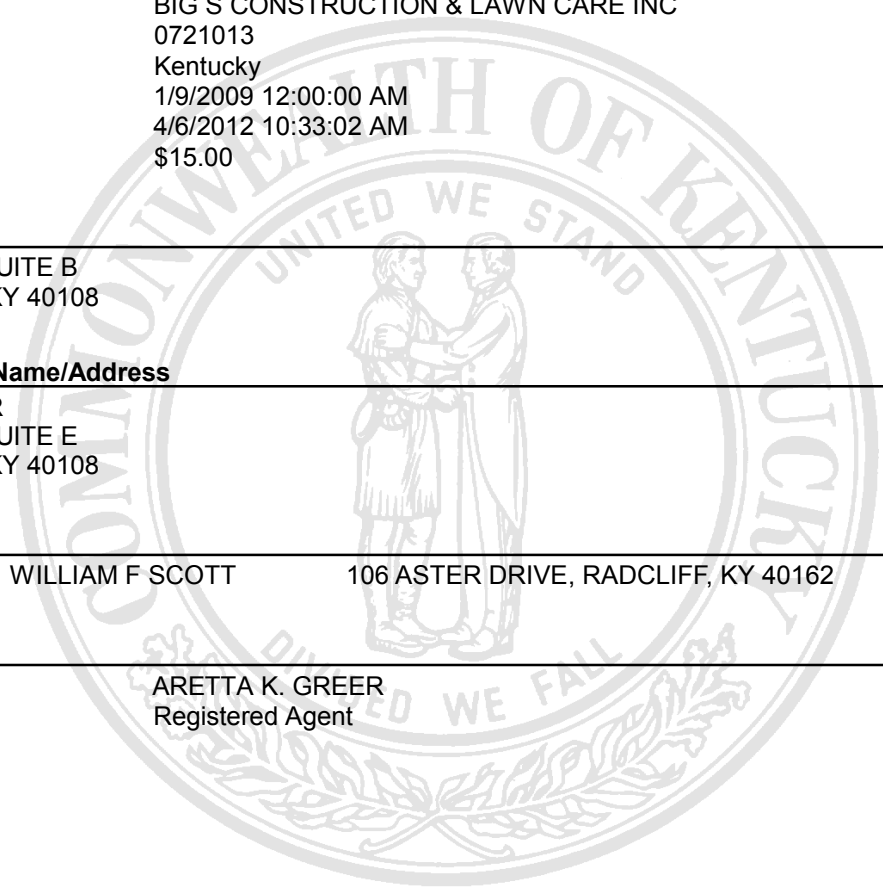 BIG S CONSTRUCTION & LAWN CARE INC
0721013
Kentucky
1/9/2009 12:00:00 AM
4/6/2012 10:33:02 AM
$15.00
UITE B
KY 40108
Name/Address
R
UITE E
KY 40108
WILLIAM F SCOTT 106 ASTER DRIVE, RADCLIFF, KY 40162
ARETTA K. GREER
Registered Agent
COMMONWEALTH OF KENTUCKY
UNITED WE STAND
DIVIDED WE FALL